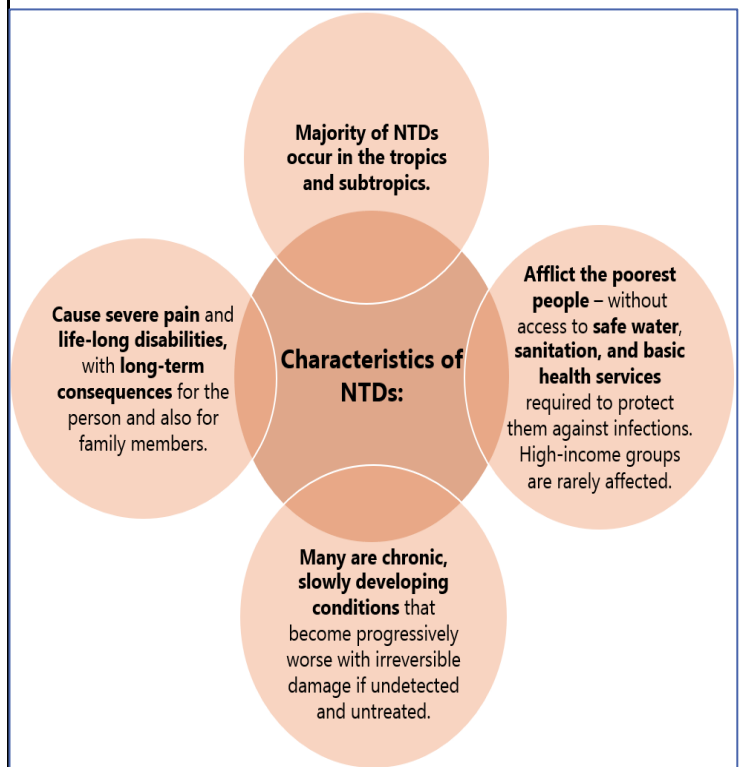 Majority of NTDs
occur in the tropics
and subtropics.
Cause severe pain and
life-long disabilities,
with long-term
consequences for the
person and also for
family members.
Characteristics of
NTDs:
Afflict the poorest
people – without
access to safe water,
sanitation, and basic
health services
required to protect
them against infections.
High-income groups
are rarely affected.
Many are chronic,
slowly developing
conditions that
become progressively
worse with irreversible
damage if undetected
and untreated.